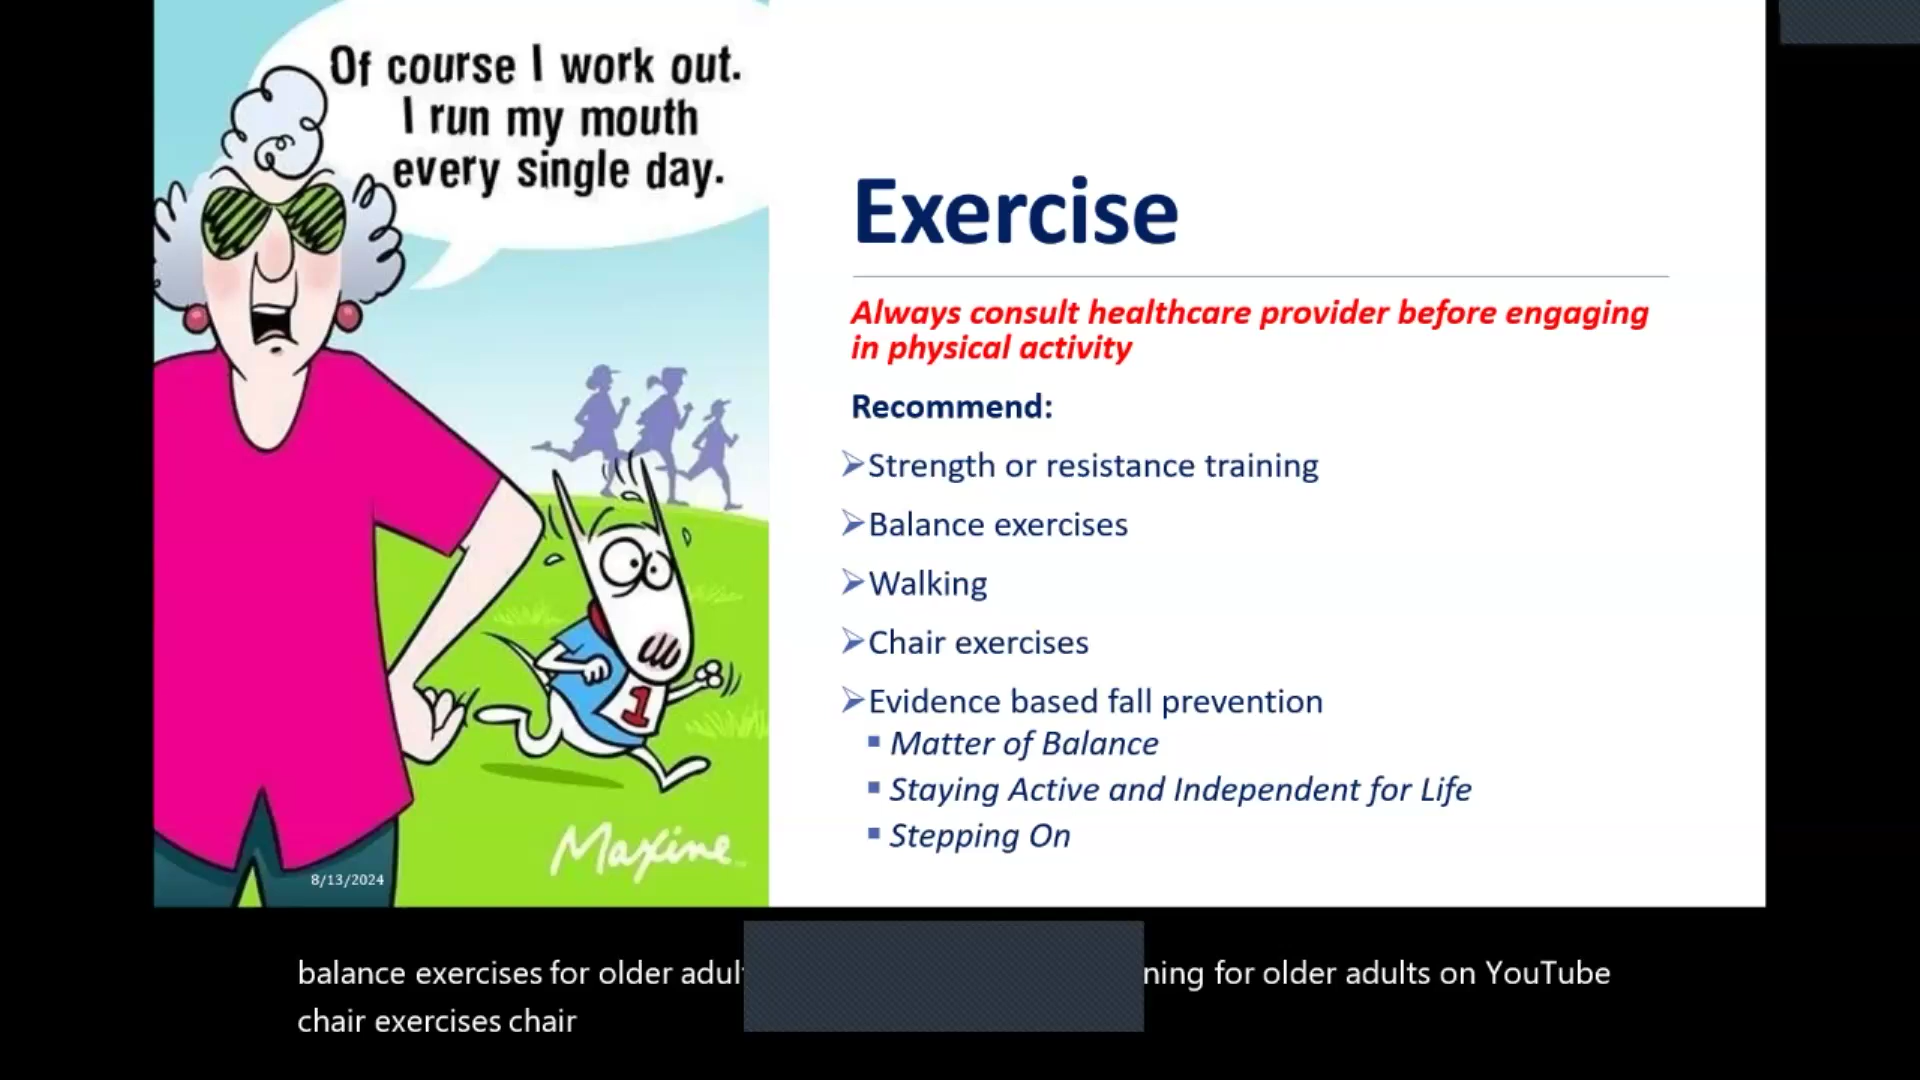 Of course I work out.
I run my mouth
every single day.
Exercise
Always consult healthcare provider before engaging
in physical activity
Recommend:
Strength or resistance training
Balance exercises
Walking
Chair exercises
Evidence based fall prevention
Matter of Balance
Staying Active and Independent for Life
Stepping On
1
Maxine
8/13/2024
balance exercises for older for older adults on YouTube
chair exercises chair